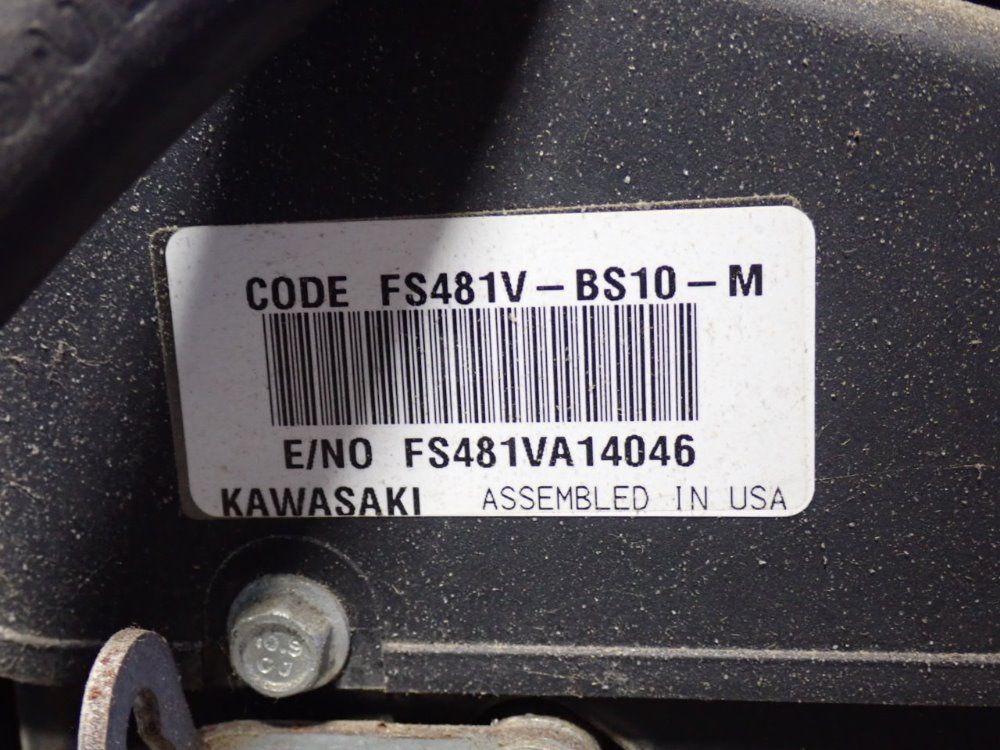 CODE FS481V-BS10-M
E/NO FS481VA14046
KAWASAKI ASSEMBLED IN USA